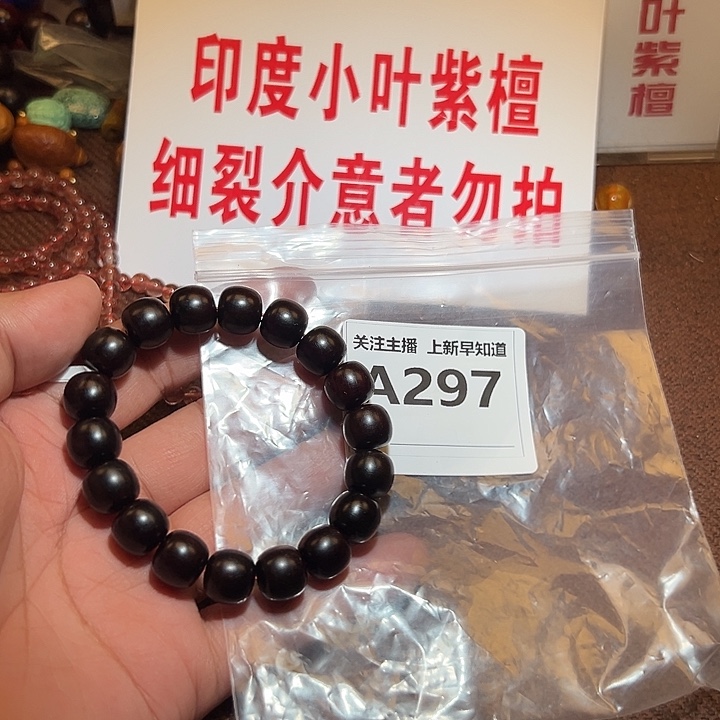 印度小叶紫檀
细裂介意者勿拍
叶紫檀
关注主播 上新早知道
A297